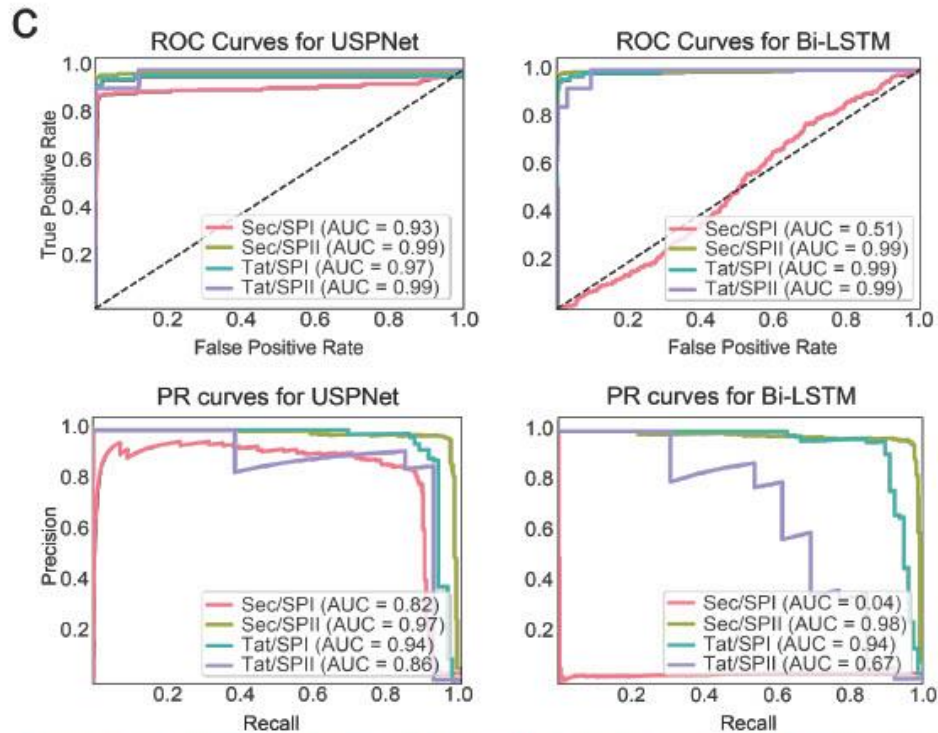 C
ROC Curves for USPNet
True Positive Rate
1.0
0.8
0.6
0.4
0.2
Sec/SPI (AUC = 0.93)
Sec/SPII (AUC = 0.99)
Tat/SPI (AUC = 0.97)
Tat/SPII (AUC = 0.99)
0.2 0.4 0.6 0.8 1.0
False Positive Rate
ROC Curves for Bi-LSTM
1.0
0.8
0.6
0.4
0.2
Sec/SPI (AUC = 0.51)
Sec/SPII (AUC = 0.99)
Tat/SPI (AUC = 0.99)
Tat/SPII (AUC = 0.99)
0.2 0.4 0.6 0.8 1.0
False Positive Rate
PR curves for USPNet
Precision
1.0
0.8
0.6
0.4
0.2
Sec/SPI (AUC = 0.82)
Sec/SPII (AUC = 0.97)
Tat/SPI (AUC = 0.94)
Tat/SPII (AUC = 0.86)
0.2 0.4 0.6 0.8 1.0
Recall
PR curves for Bi-LSTM
1.0
0.8
0.6
0.4
0.2
Sec/SPI (AUC = 0.04)
Sec/SPII (AUC = 0.98)
Tat/SPI (AUC = 0.94)
Tat/SPII (AUC = 0.67)
0.2 0.4 0.6 0.8 1.0
Recall